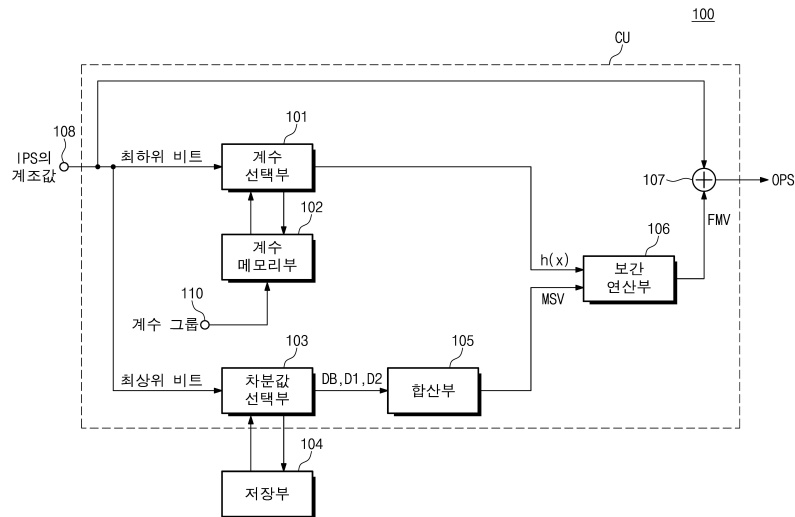 100
CU
101
108
IPS의
계조값
최하위 비트
계수
선택부
107
OPS
102
FMV
106
계수
메모리부
h(x)
보간
연산부
110
MSV
계수 그룹
103
105
최상위 비트
차분값
선택부
DB,D1,D2
합산부
104
저장부